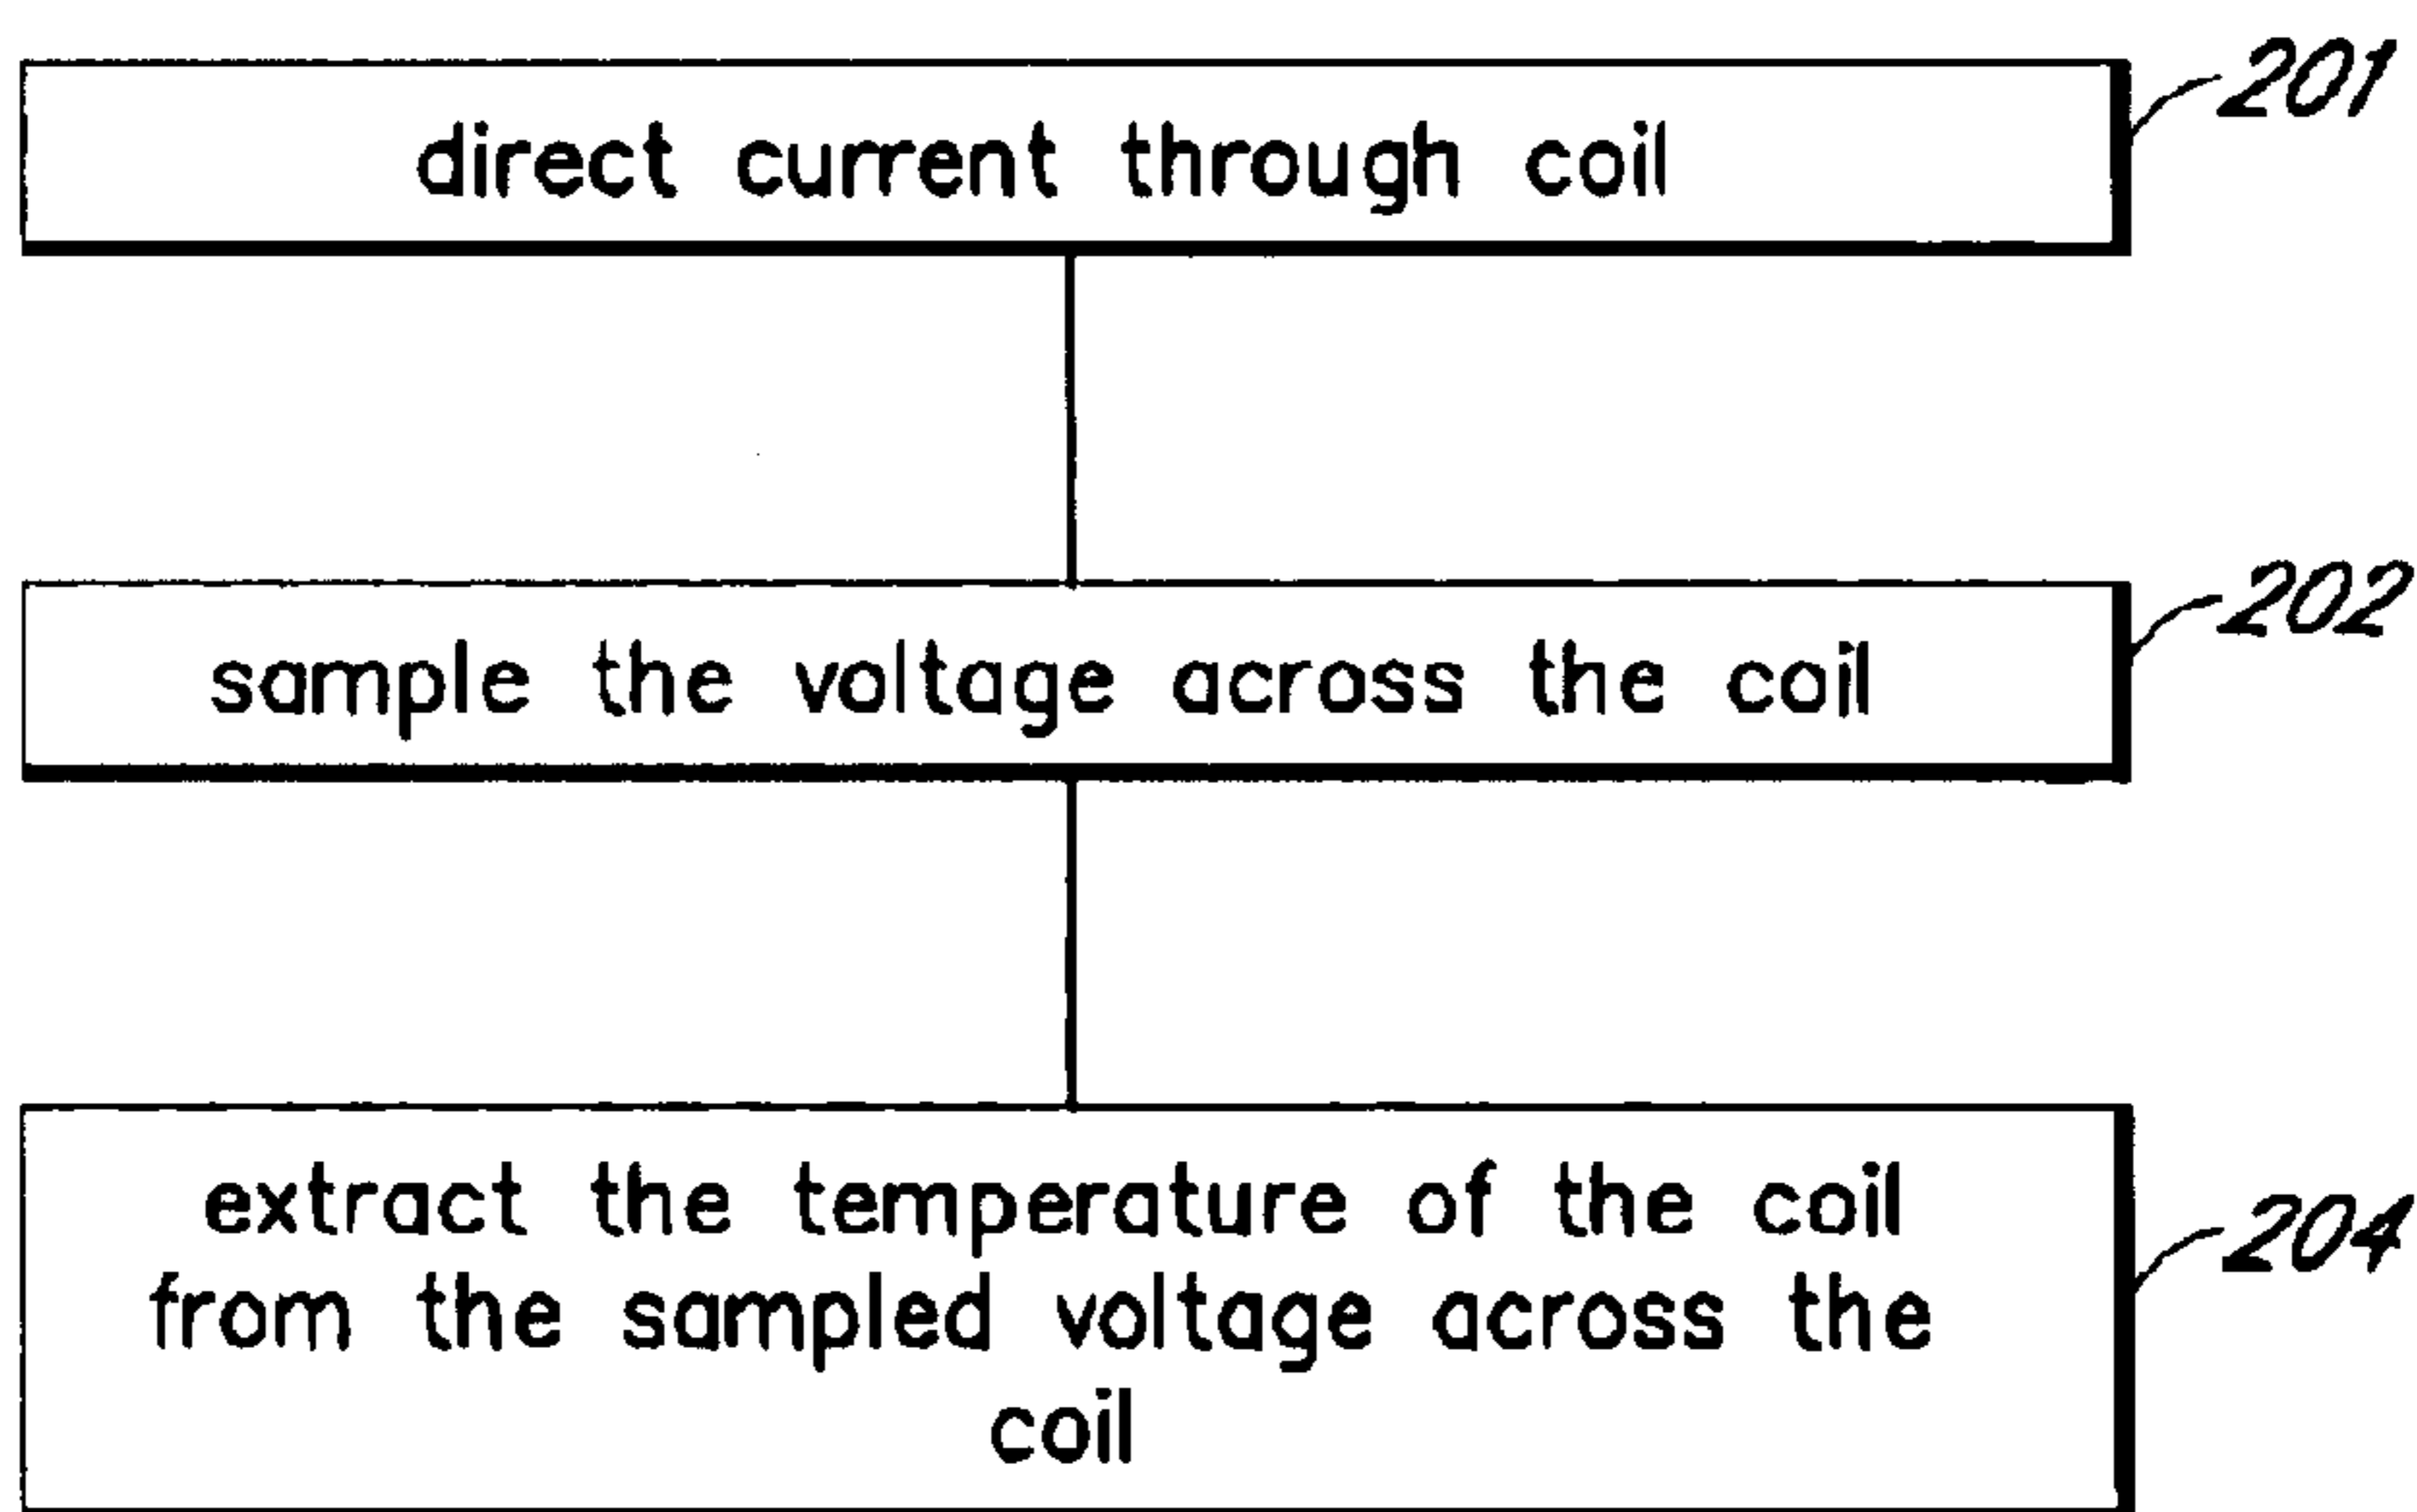 201
direct current through coil
202
sample the voltage across the coil
extract the temperature of the coil
204
from the sampled voltage across the
coil